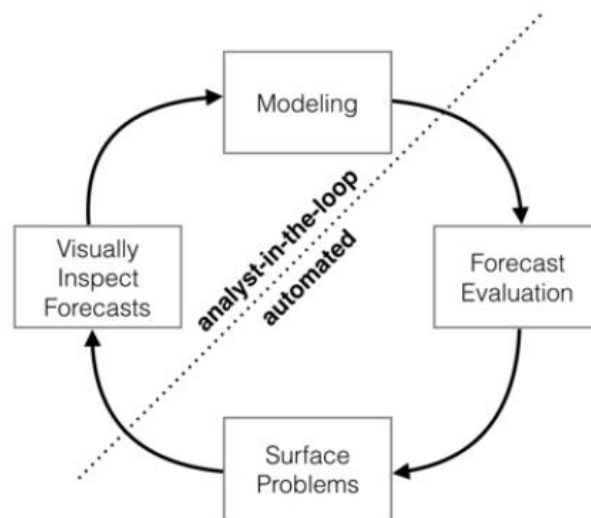 Modeling
analyst-in-the-loop
automated
Visually
Inspect
Forecasts
Forecast
Evaluation
Surface
Problems